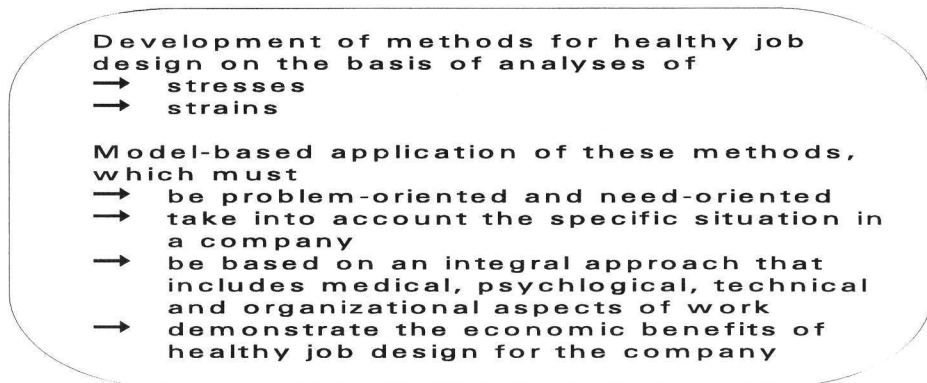 Development of methods for healthy job
design on the basis of analyses of
→ stresses
→ strains
Model-based application of these methods,
which must
→ be problem-oriented and need-oriented
→ take into account the specific situation in
a company
→ be based on an integral approach that
includes medical, psychlogical, technical
and organizational aspects of work
→ demonstrate the economic benefits of
healthy job design for the company